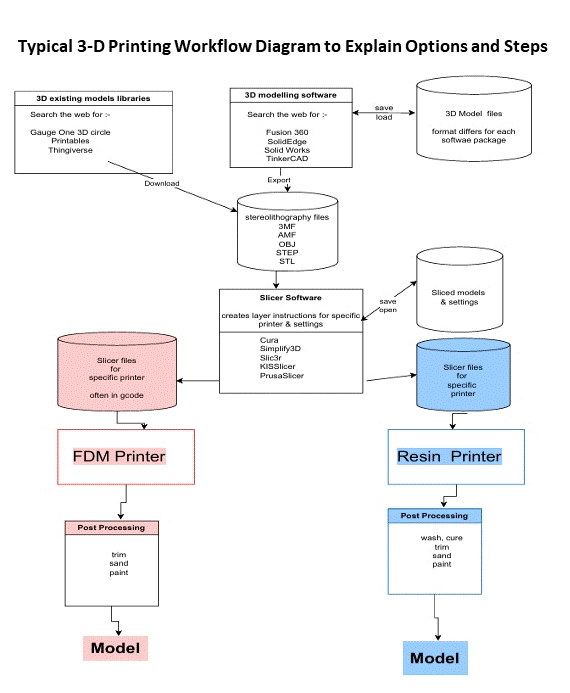 Typical 3-D Printing Workflow Diagram to Explain Options and Steps
3D existing models libraries
Search the web for :-
Gauge One 3D circle
Printables
Thingiverse
3D modelling software
Search the web for :-
Fusion 360
SolidEdge
Solid Works
TinkerCAD
save
load
3D Model files
format differs for each
softwae package
Download
Export
stereolithography files
3MF
AMF
OBJ
STEP
STL
Slicer Software
creates layer instructions for specific
printer & settings
Cura
Simplify3D
Slic3r
KISSlicer
PrusaSlicer
save
open
Sliced models
& settings
Slicer files
for
specific printer
often in gcode
Slicer files
for
specific
printer
FDM Printer
Resin Printer
Post Processing
trim
sand
paint
Post Processing
wash, cure
trim
sand
paint
Model
Model